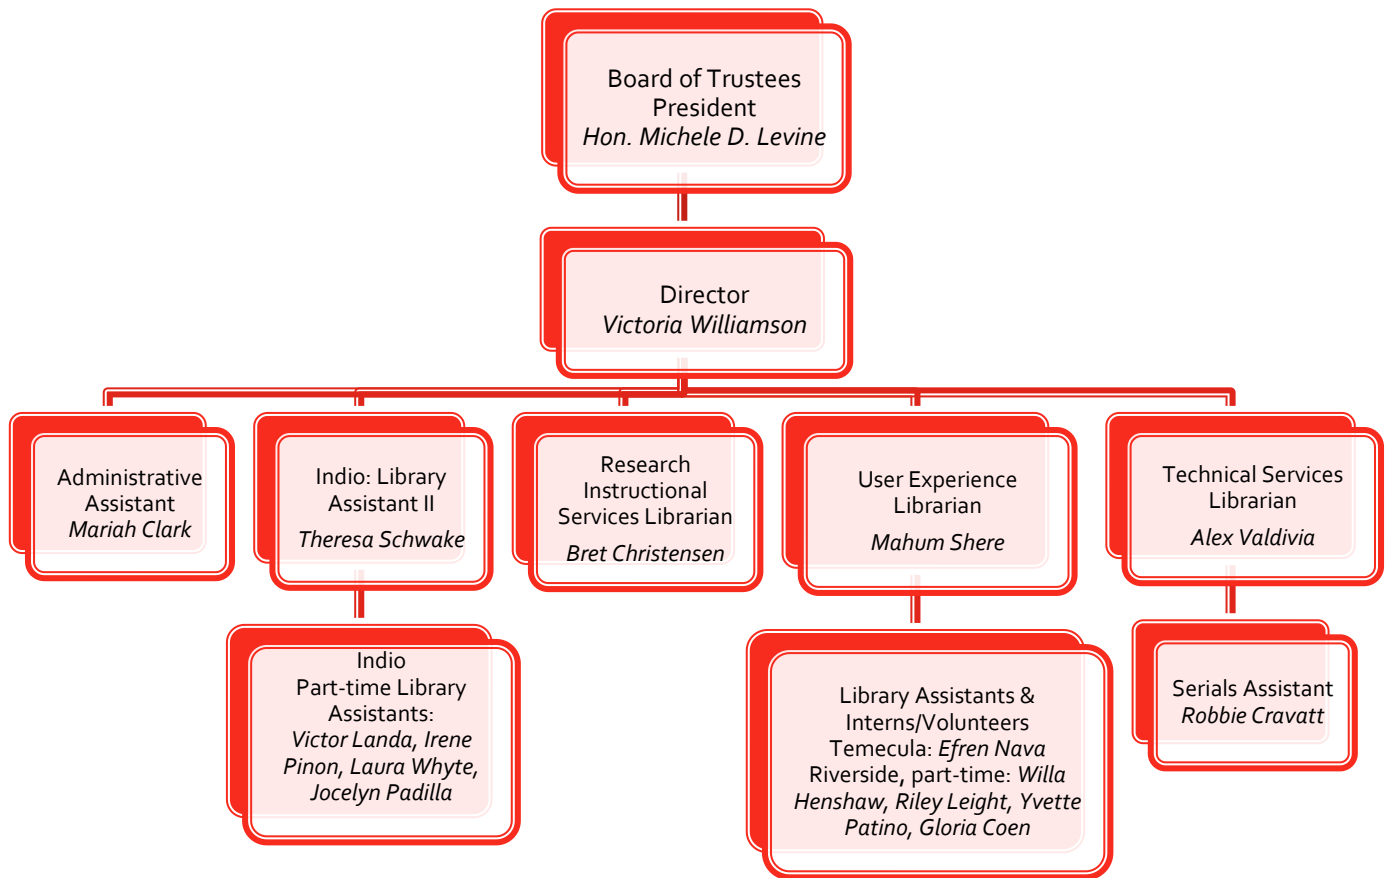 Board of Trustees
President
Hon. Michele D. Levine
Director
Victoria Williamson
Administrative
Assistant
Mariah Clark
Indio: Library
Assistant II
Theresa Schwake
Research
Instructional
Services Librarian
Bret Christensen
User Experience
Librarian
Mahum Shere
Technical Services
Librarian
Alex Valdivia
Indio
Part-time Library
Assistants:
Victor Landa, Irene
Pinon, Laura Whyte,
Jocelyn Padilla
Library Assistants &
Interns/Volunteers
Temecula: Efren Nava
Riverside, part-time: Willa
Henshaw, Riley Leight, Yvette
Patino, Gloria Coen
Serials Assistant
Robbie Cravatt